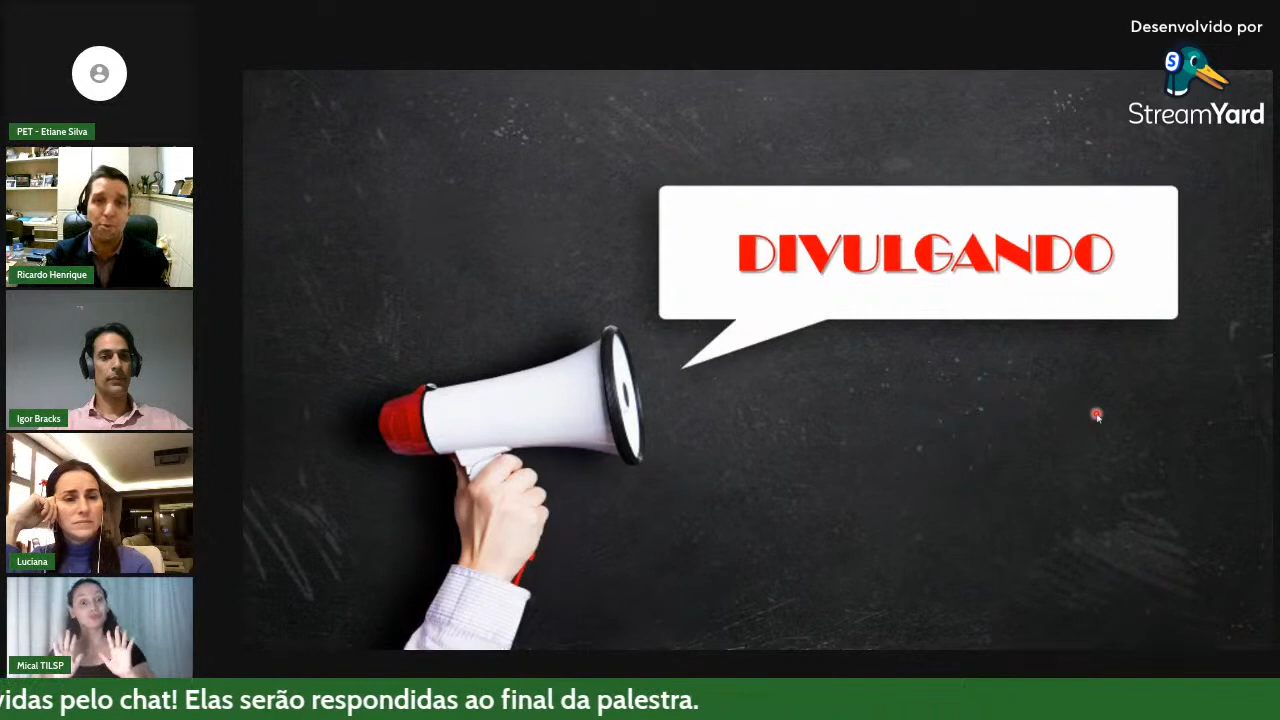 Desenvolvido por
S
StreamYard
PET - Etiane Silva
Ricardo Henrique
Igor Bracks
Luciana
Mical TILSP
DIVULGANDO
vidas pelo chat! Elas serão respondidas ao final da palestra.